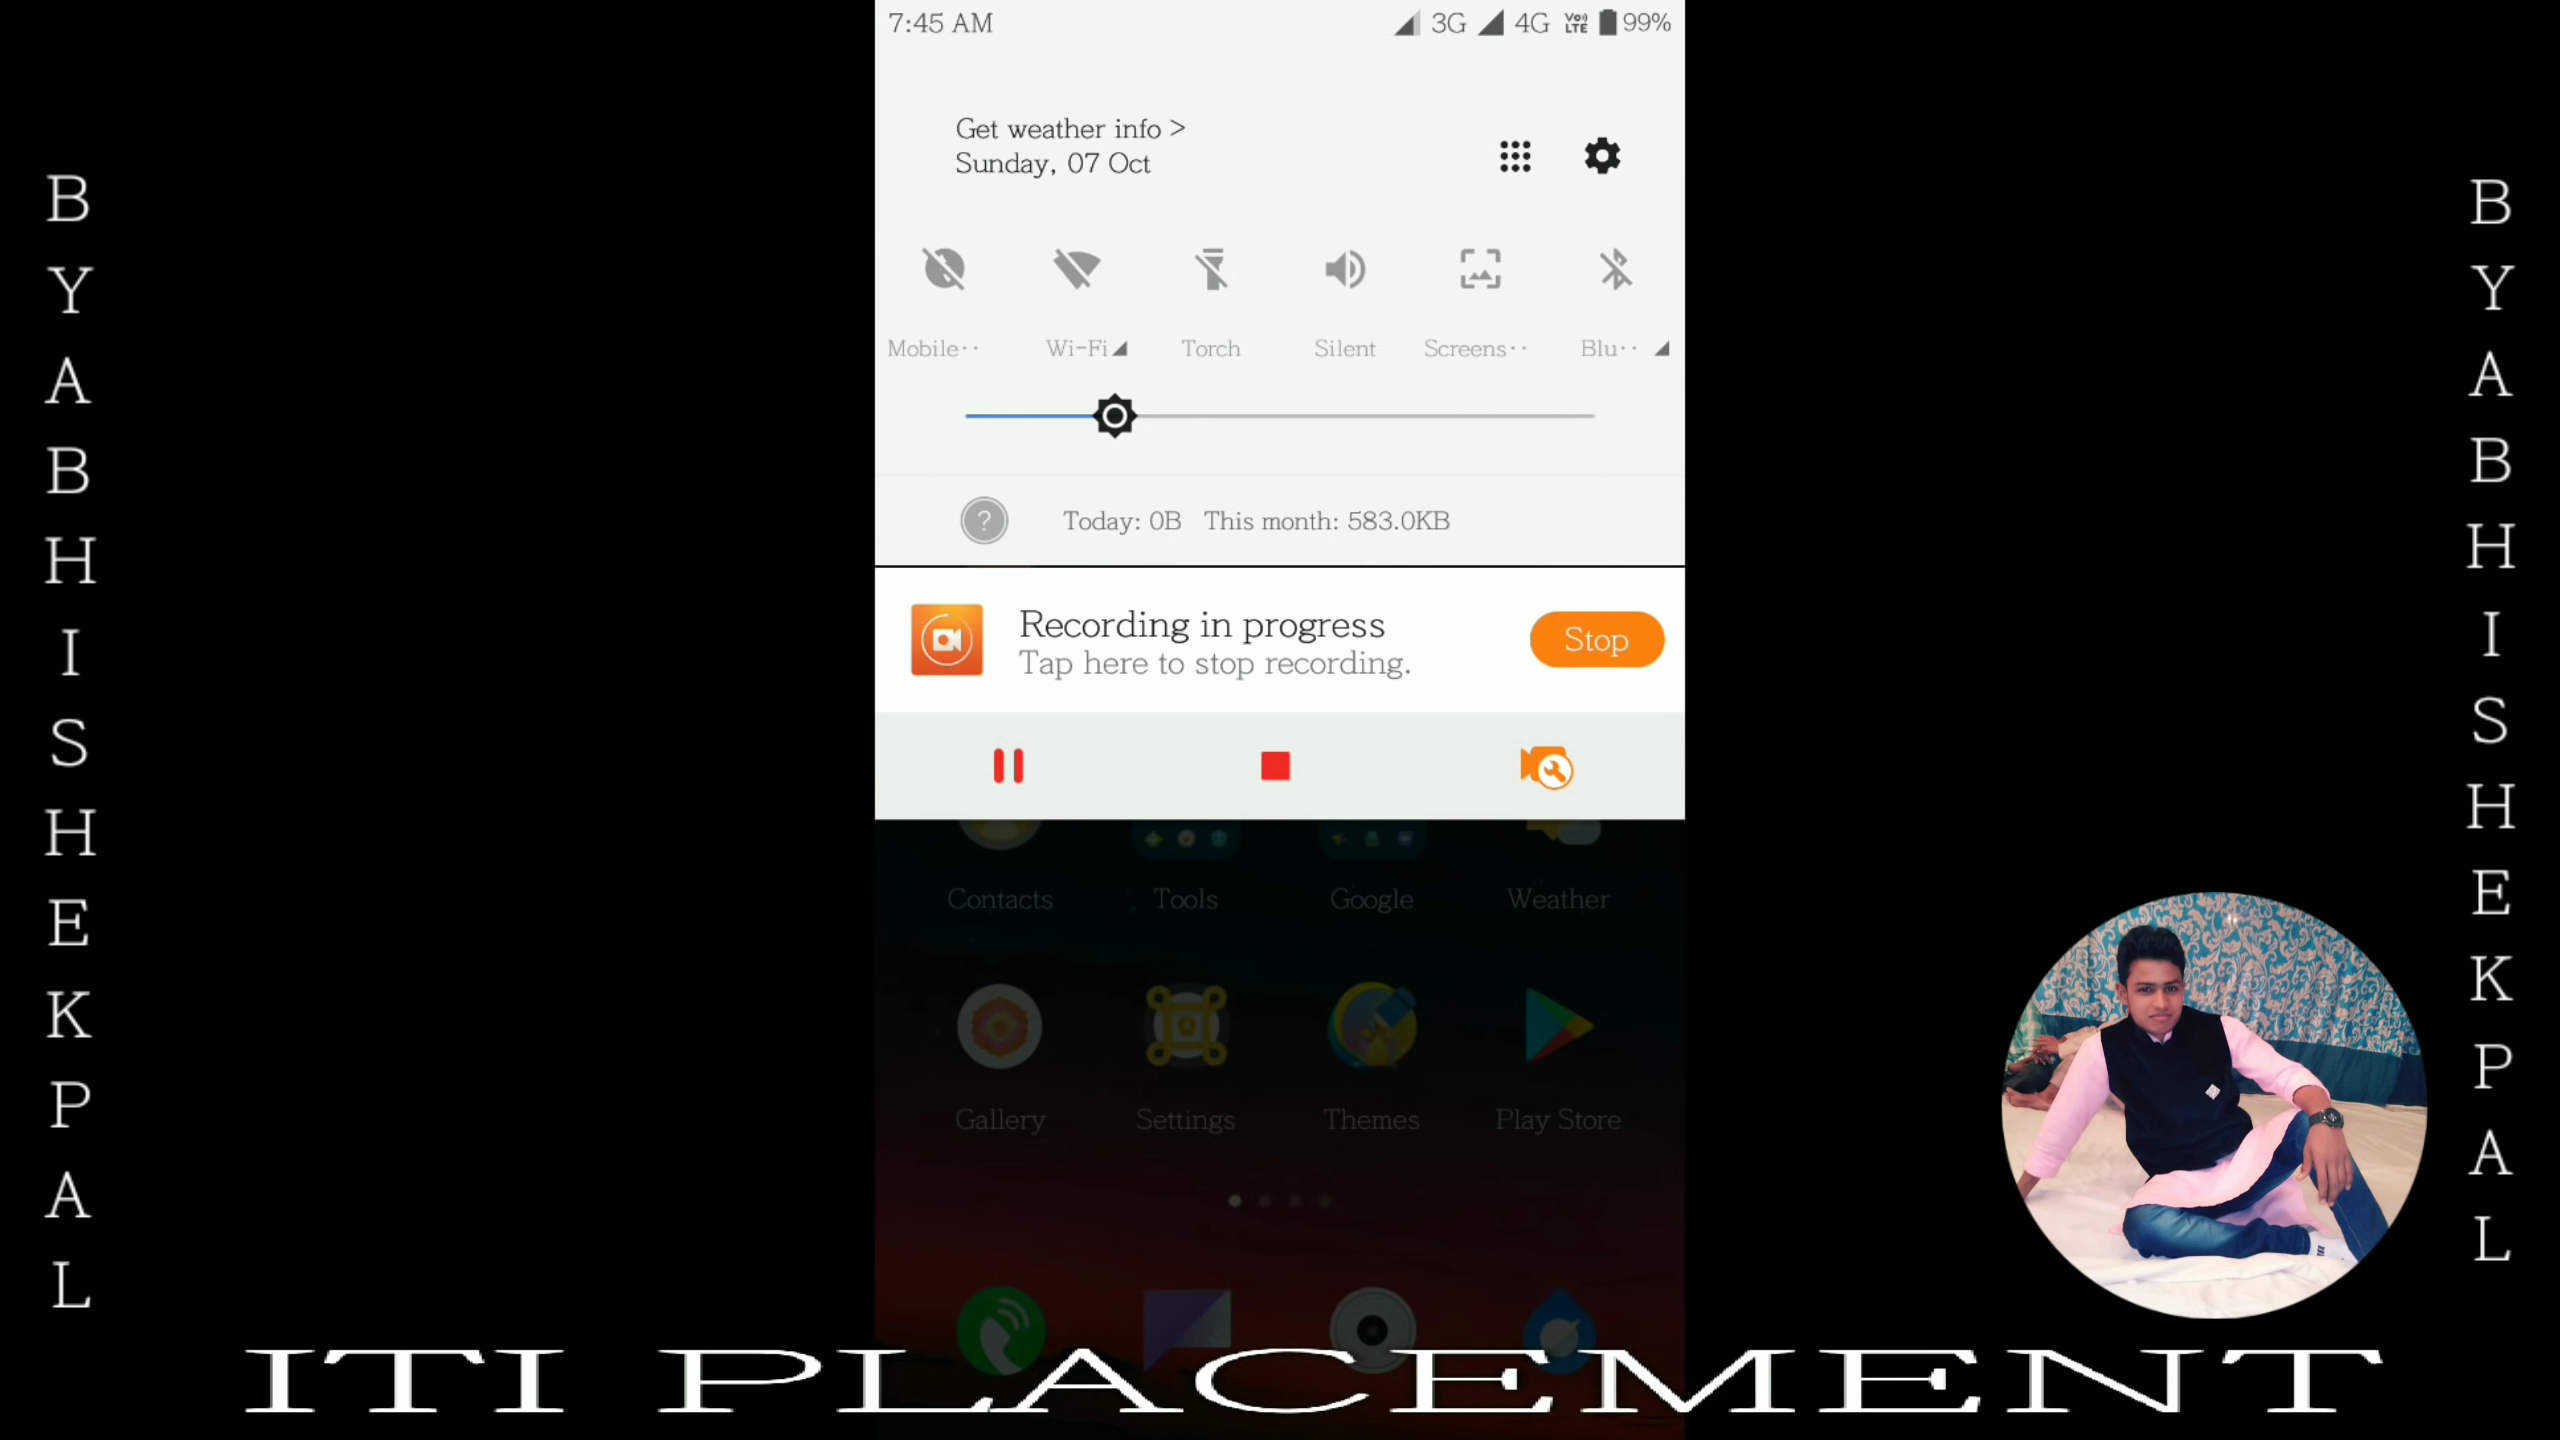 7:45 AM 3G 4G Vo) LTE 99%
Get weather info >
Sunday, 07 Oct
Mobile·· Wi-Fi Torch Silent Screens·· Blu··
? Today: 0B This month: 583.0KB
Recording in progress
Tap here to stop recording.
Stop
Contacts Tools Google Weather
Gallery Settings Themes Play Store
B
Y
A
B
H
I
S
H
E
K
P
A
L
B
Y
A
B
H
I
S
H
E
K
P
A
L
ITI PLACEMENT